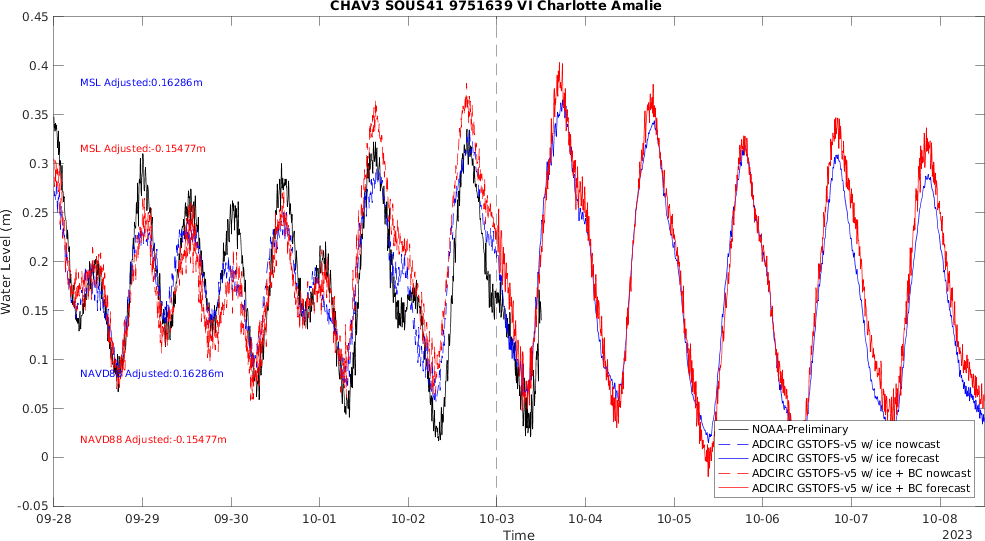 CHAV3 SOUS41 9751639 VI Charlotte Amalie
0.45
0.4
0.35
0.3
0.25
0.2
0.15
0.1
0.05
0
-0.05
Water Level (m)
MSL Adjusted:0.16286m
MSL Adjusted:-0.15477m
NAVD88 Adjusted:0.16286m
NAVD88 Adjusted:-0.15477m
NOAA-Preliminary
ADCIRC GSTOFS-v5 w/ ice nowcast
ADCIRC GSTOFS-v5 w/ ice forecast
ADCIRC GSTOFS-v5 w/ ice + BC nowcast
ADCIRC GSTOFS-v5 w/ ice + BC forecast
09-28 09-29 09-30 10-01 10-02 10-03 10-04 10-05 10-06 10-07 10-08
Time
2023